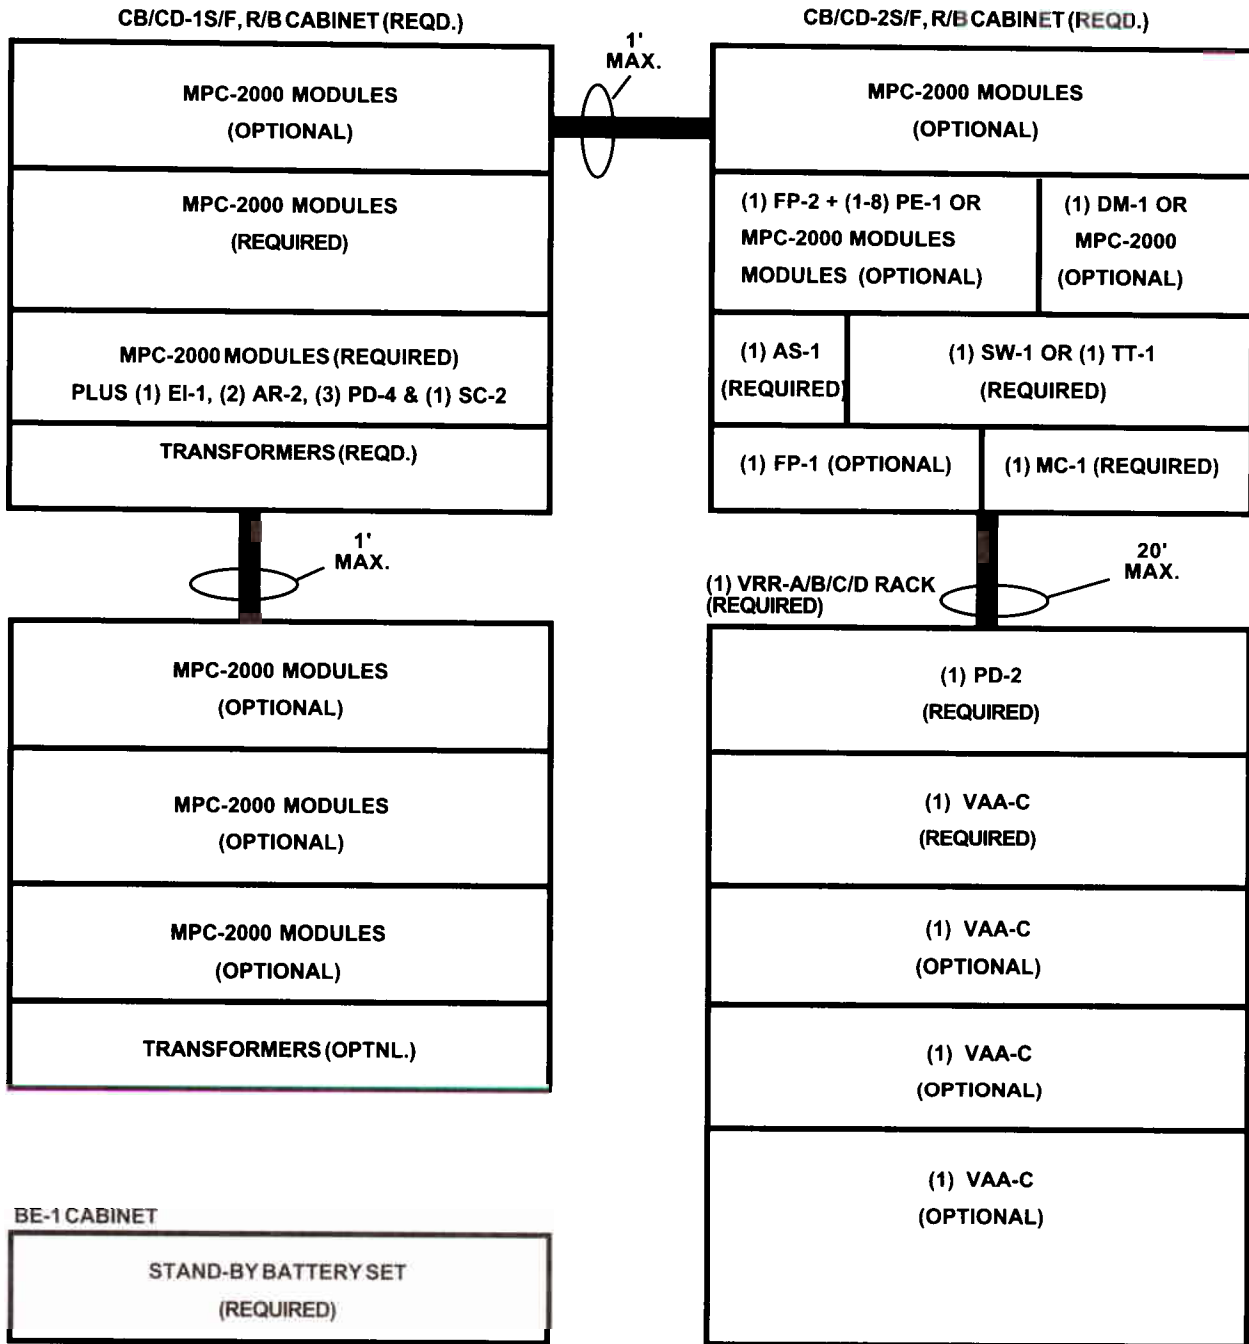 CB/CD-1S/F, R/B CABINET (REQD.)
MPC-2000 MODULES
(OPTIONAL)
MPC-2000 MODULES
(REQUIRED)
MPC-2000 MODULES (REQUIRED)
PLUS (1) EI-1, (2) AR-2, (3) PD-4 & (1) SC-2
TRANSFORMERS (REQD.)
1'
MAX.
CB/CD-2S/F, R/B CABINET (REQD.)
MPC-2000 MODULES
(OPTIONAL)
(1) FP-2 + (1-8) PE-1 OR
MPC-2000 MODULES
MODULES (OPTIONAL)
(1) DM-1 OR
MPC-2000
(OPTIONAL)
(1) AS-1
(REQUIRED)
(1) SW-1 OR (1) TT-1
(REQUIRED)
(1) FP-1 (OPTIONAL)
(1) MC-1 (REQUIRED)
1'
MAX.
MPC-2000 MODULES
(OPTIONAL)
MPC-2000 MODULES
(OPTIONAL)
MPC-2000 MODULES
(OPTIONAL)
TRANSFORMERS (OPTNL.)
20'
MAX.
(1) VRR-A/B/C/D RACK
(REQUIRED)
(1) PD-2
(REQUIRED)
(1) VAA-C
(REQUIRED)
(1) VAA-C
(OPTIONAL)
(1) VAA-C
(OPTIONAL)
(1) VAA-C
(OPTIONAL)
BE-1 CABINET
STAND-BY BATTERY SET
(REQUIRED)